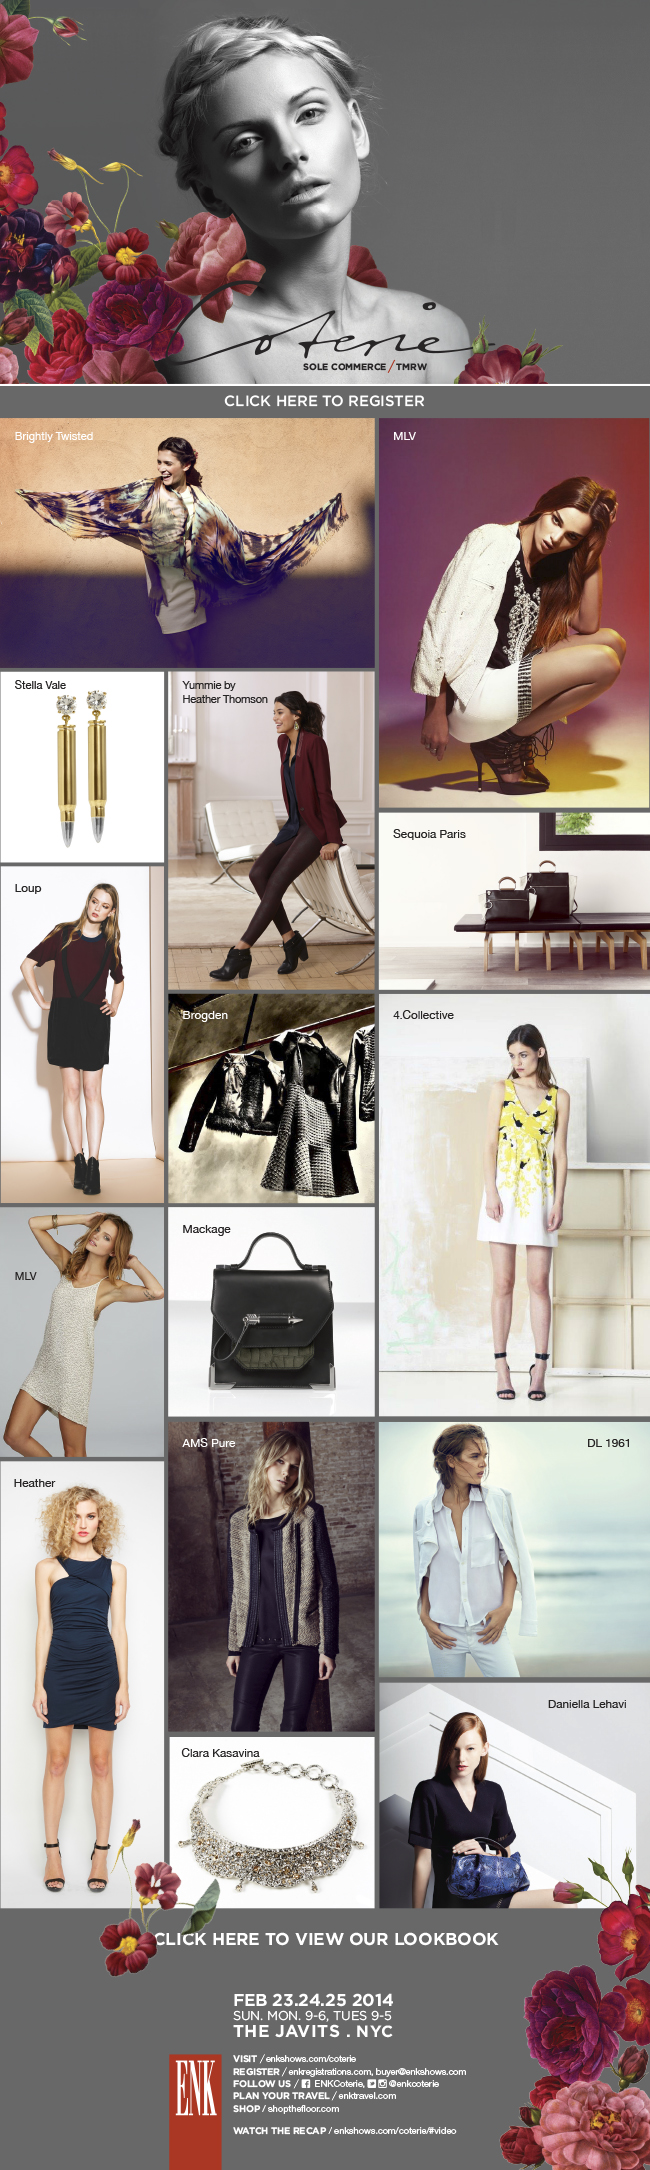 Coterie
SOLE COMMERCE / TMRW
CLICK HERE TO REGISTER
Brightly Twisted
MLV
Stella Vale
Yummie by
Heather Thomson
Sequoia Paris
Loup
Brogden
4.Collective
Mackage
MLV
AMS Pure
DL 1961
Heather
Daniella Lehavi
Clara Kasavina
CLICK HERE TO VIEW OUR LOOKBOOK
FEB 23.24.25 2014
SUN. MON. 9-6, TUES 9-5
THE JAVITS . NYC
ENK
VISIT / enkshows.com/coterie
REGISTER / enkregistrations.com, buyer@enkshows.com
FOLLOW US / ENKCoterie, @enkcoterie
PLAN YOUR TRAVEL / enktravel.com
SHOP / shopthefloor.com
WATCH THE RECAP / enkshows.com/coterie/#video